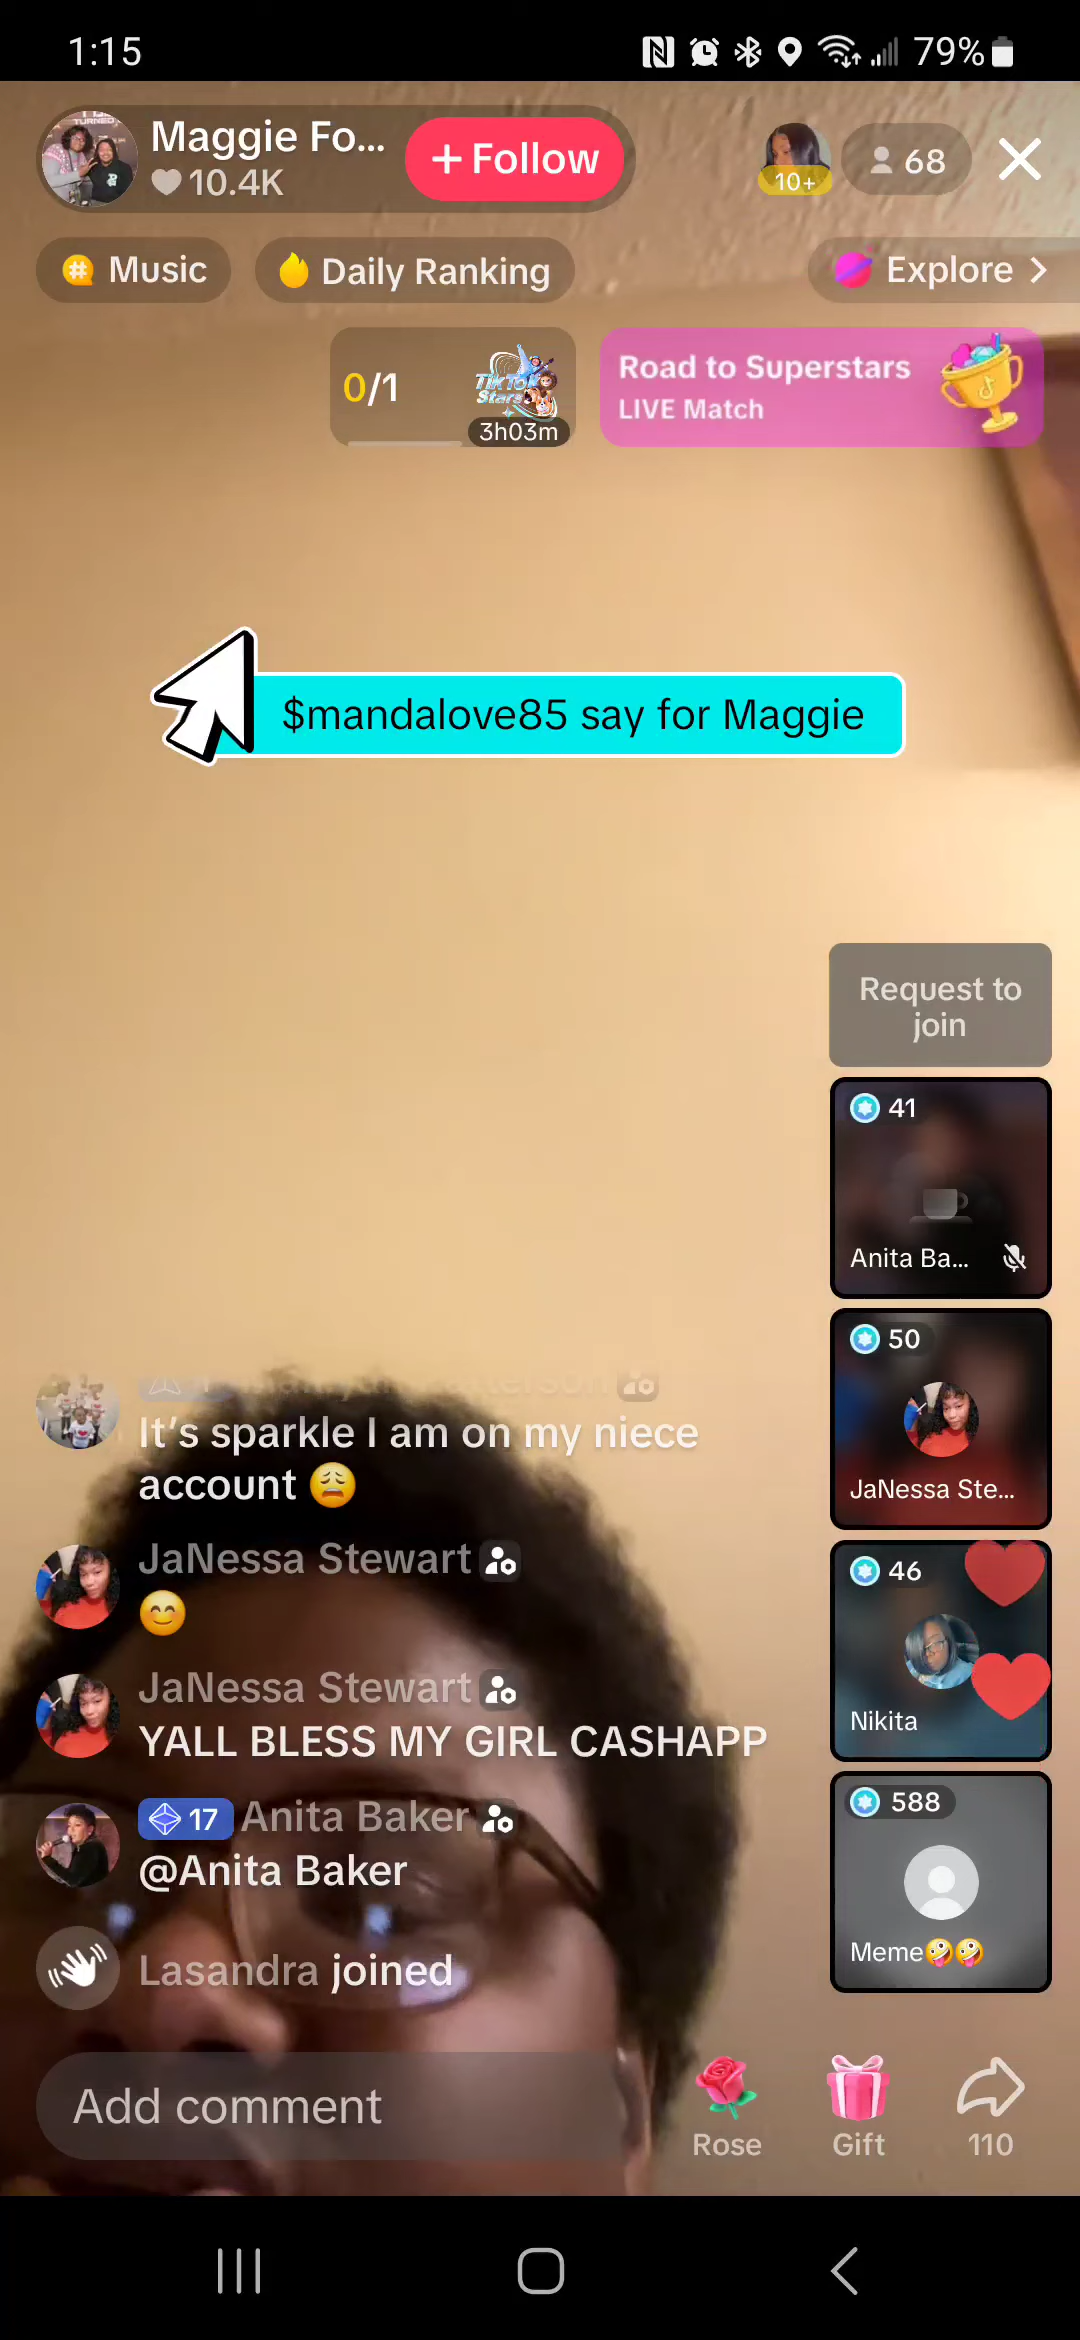 1:15
79%
Maggie Fo...
10.4K
+ Follow
10+
68
Music
Daily Ranking
Explore >
0/1
TikTok
Stars
3h03m
Road to Superstars
LIVE Match
$mandalove85 say for Maggie
Request to
join
41
Anita Ba...
50
JaNessa Ste...
46
Nikita
588
Meme🤪🤪
It's sparkle I am on my niece
account 😩
JaNessa Stewart
😊
JaNessa Stewart
YALL BLESS MY GIRL CASHAPP
17 Anita Baker
@Anita Baker
Lasandra joined
Add comment
Rose
Gift
110